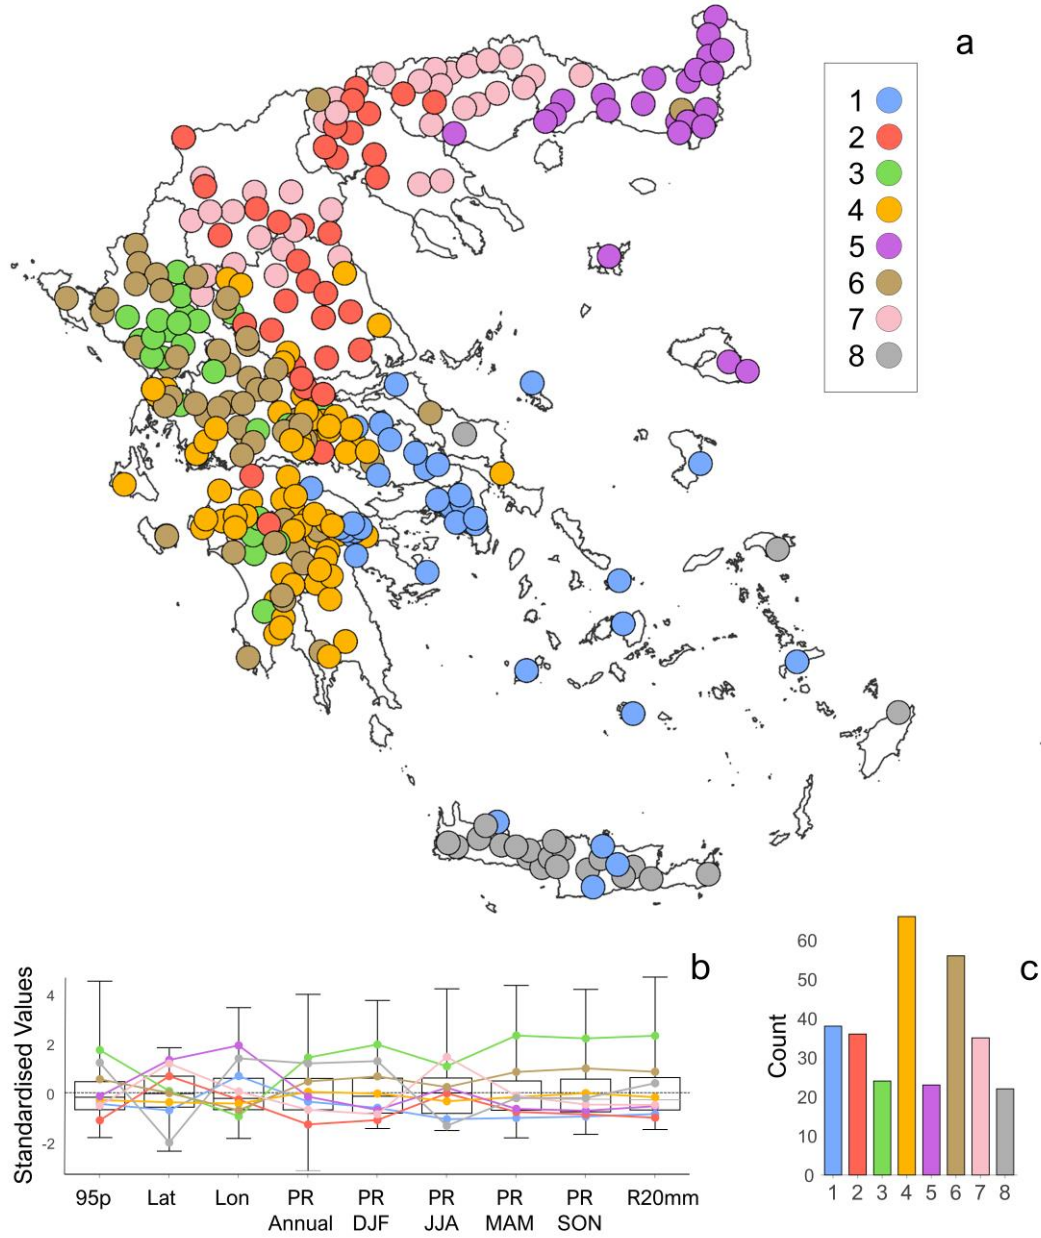 a
1
2
3
4
5
6
7
8
b
Standardised Values
4
2
0
-2
95p Lat Lon PR Annual PR DJF PR JJA PR MAM PR SON R20mm
c
Count
60
50
40
30
20
10
0
1 2 3 4 5 6 7 8